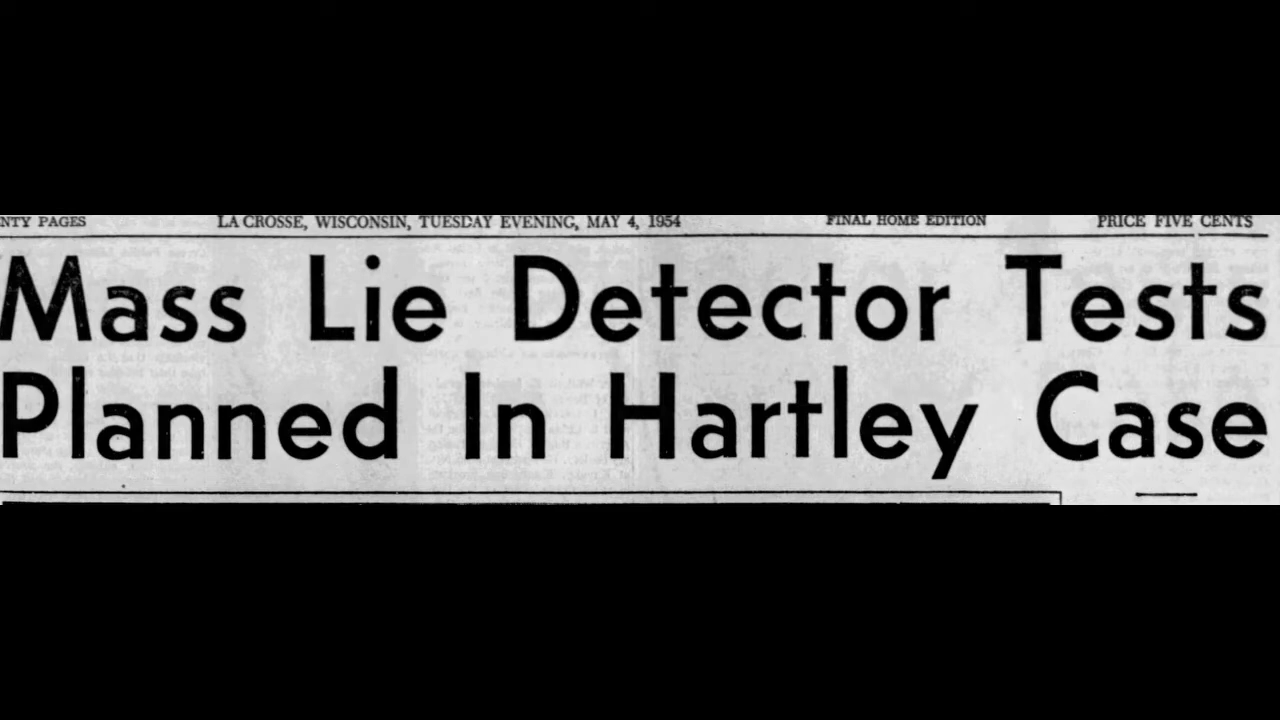 NTY PAGES LA CROSSE, WISCONSIN, TUESDAY EVENING, MAY 4, 1954 FINAL HOME EDITION PRICE FIVE CENTS
Mass Lie Detector Tests
Planned In Hartley Case